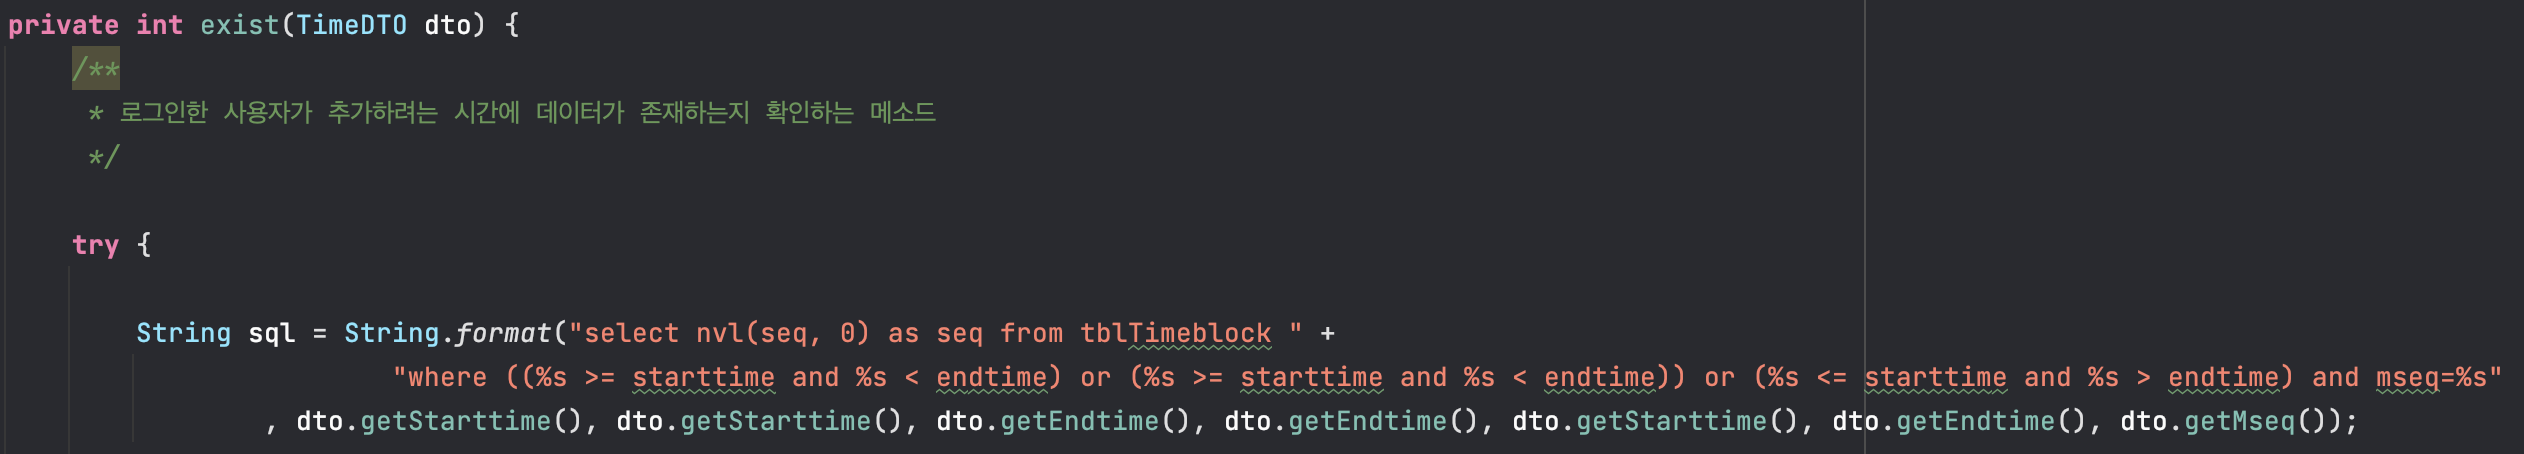 private int exist(TimeDTO dto) {
/**
* 로그인한 사용자가 추가하려는 시간에 데이터가 존재하는지 확인하는 메소드
*/
try {
String sql = String.format("select nvl(seq, 0) as seq from tblTimeblock " +
"where ((%s >= starttime and %s < endtime) or (%s >= starttime and %s < endtime)) or (%s <= starttime and %s > endtime) and mseq=%s"
, dto.getStarttime(), dto.getStarttime(), dto.getEndtime(), dto.getEndtime(), dto.getStarttime(), dto.getEndtime(), dto.getMseq());